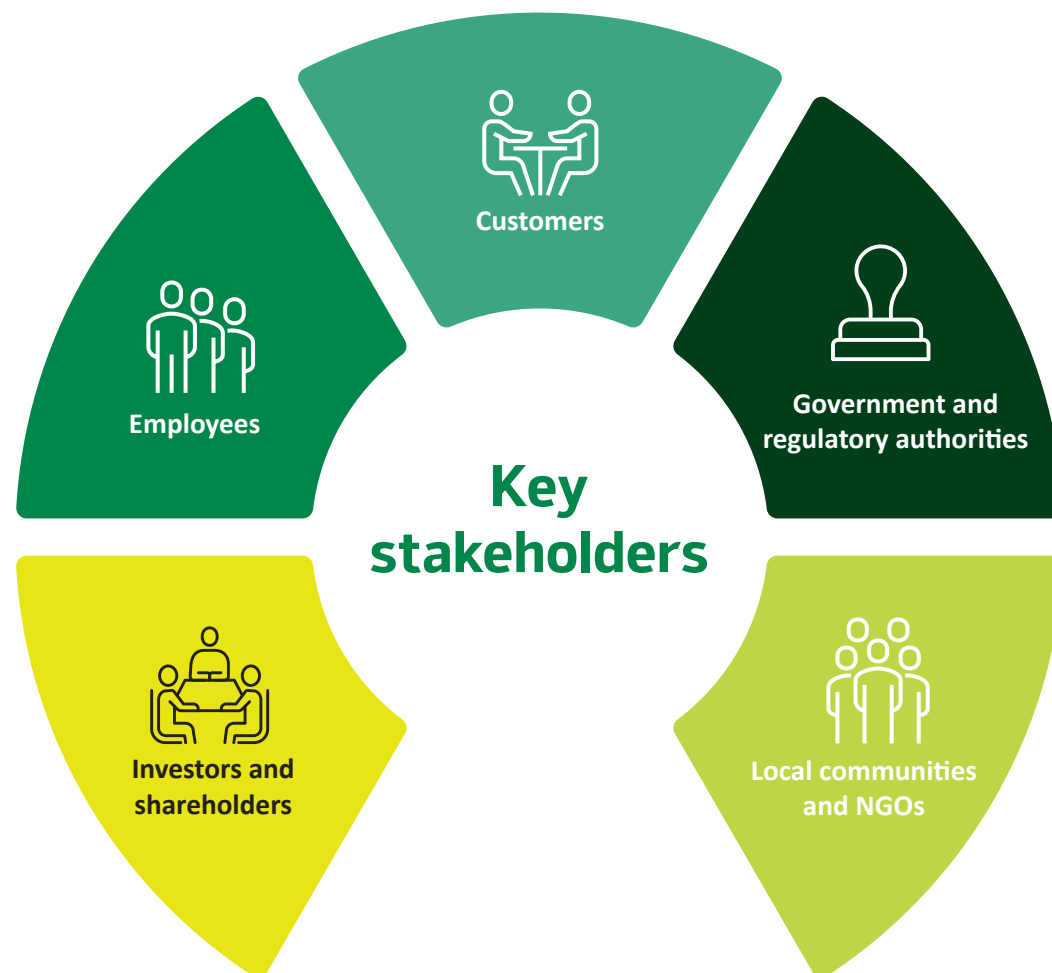 Customers
Employees
Government and
regulatory authorities
Key
stakeholders
Investors and
shareholders
Local communities
and NGOs